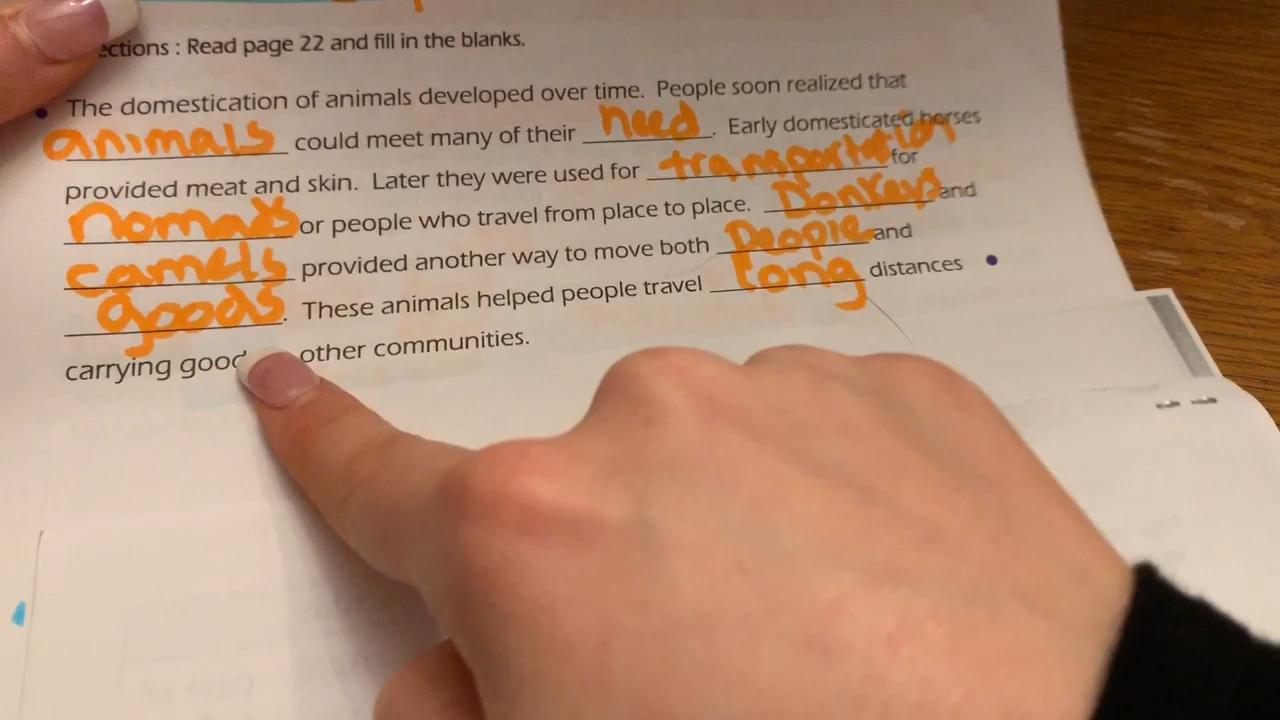 ections : Read page 22 and fill in the blanks.
• The domestication of animals developed over time. People soon realized that
animals could meet many of their need. Early domesticated horses
provided meat and skin. Later they were used for transportation for
nomads or people who travel from place to place. Donkeys and
camels provided another way to move both People and
goods. These animals helped people travel long distances
carrying good other communities.